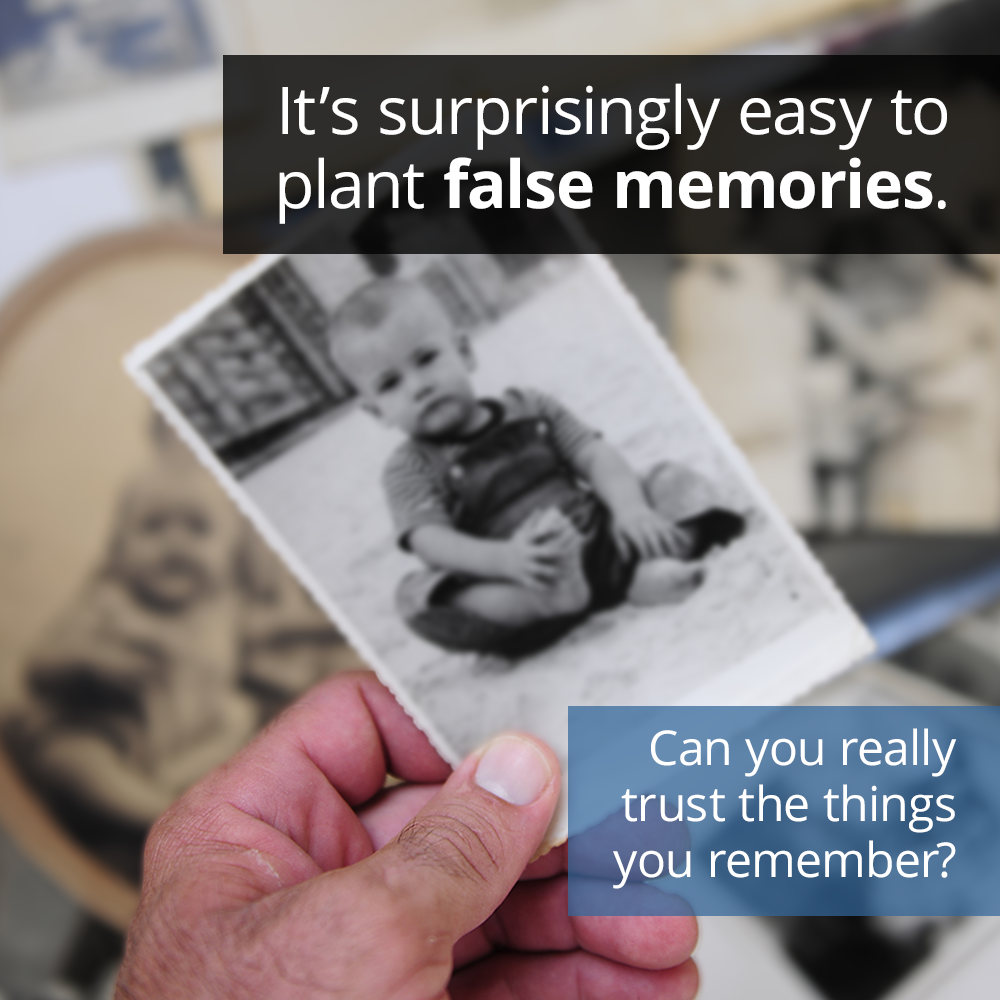 It’s surprisingly easy to
plant false memories.
Can you really
trust the things
you remember?